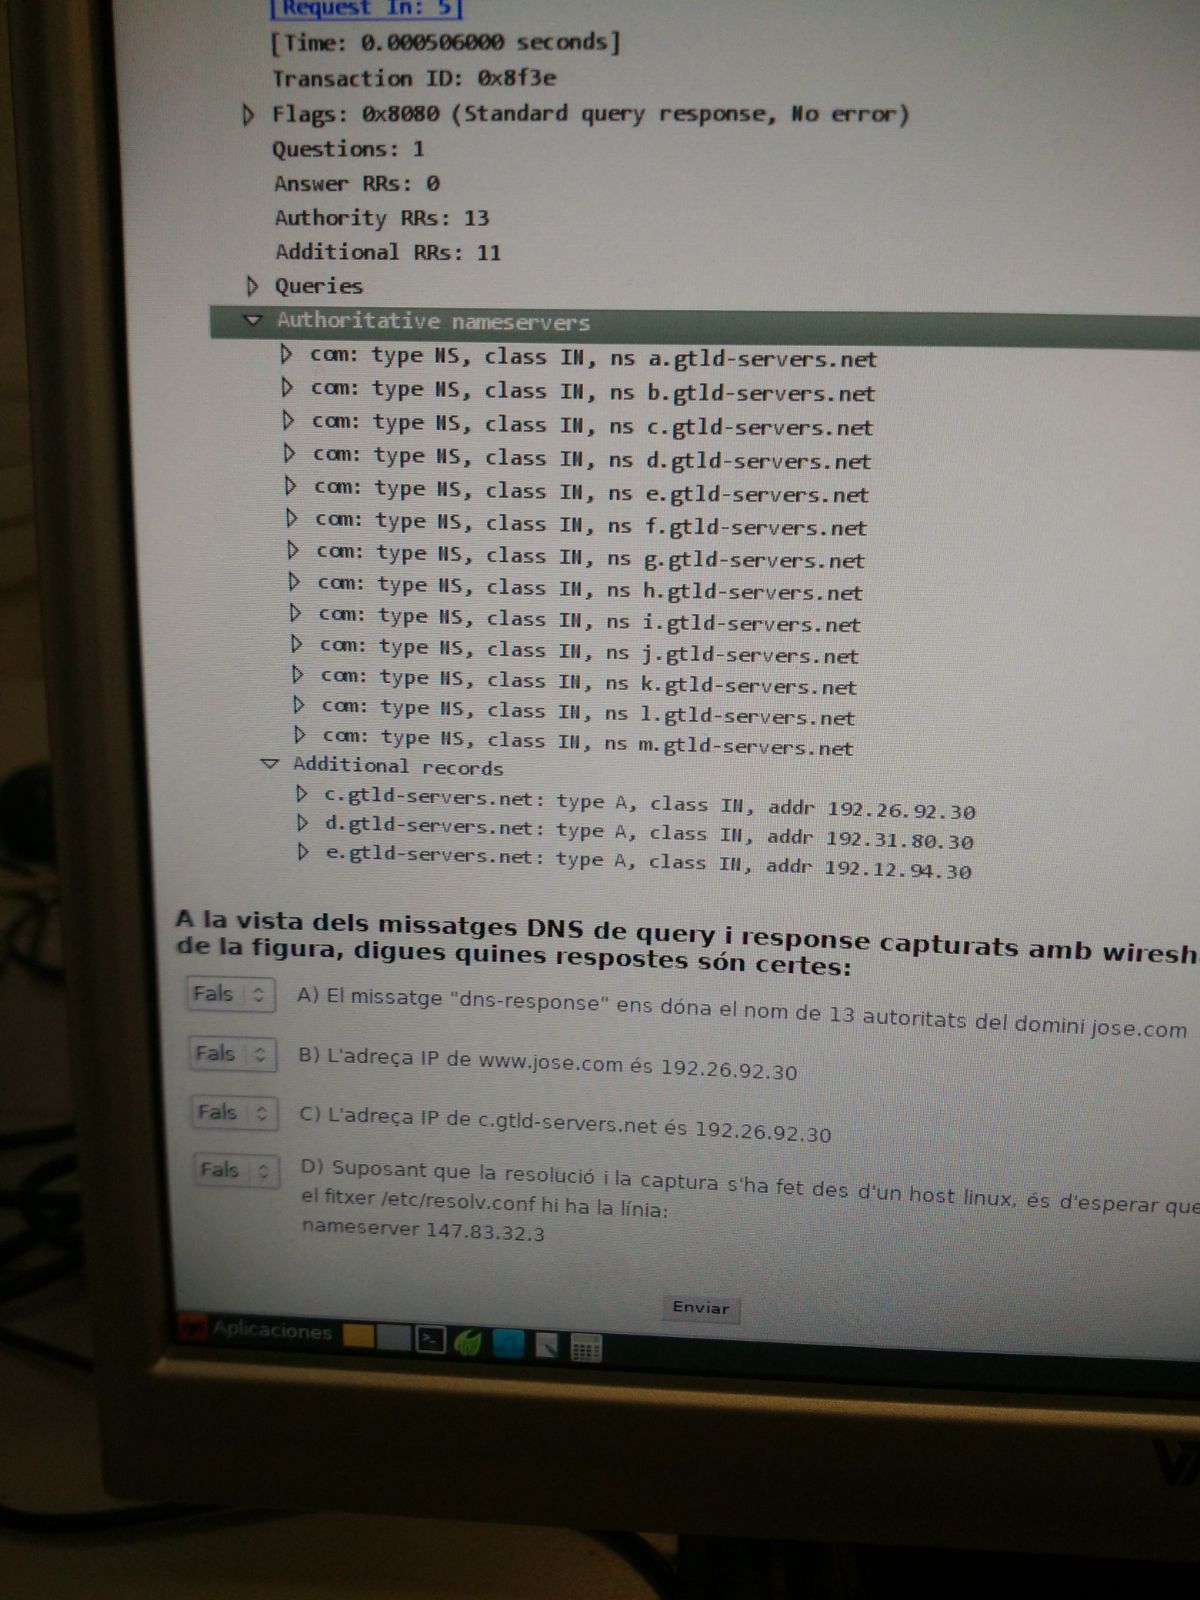 [Request In: 5]
[Time: 0.000506000 seconds]
Transaction ID: 0x8f3e
Flags: 0x8080 (Standard query response, No error)
Questions: 1
Answer RRs: 0
Authority RRs: 13
Additional RRs: 11
Queries
Authoritative nameservers
com: type NS, class IN, ns a.gtld-servers.net
com: type NS, class IN, ns b.gtld-servers.net
com: type NS, class IN, ns c.gtld-servers.net
com: type NS, class IN, ns d.gtld-servers.net
com: type NS, class IN, ns e.gtld-servers.net
com: type NS, class IN, ns f.gtld-servers.net
com: type NS, class IN, ns g.gtld-servers.net
com: type NS, class IN, ns h.gtld-servers.net
com: type NS, class IN, ns i.gtld-servers.net
com: type NS, class IN, ns j.gtld-servers.net
com: type NS, class IN, ns k.gtld-servers.net
com: type NS, class IN, ns l.gtld-servers.net
com: type NS, class IN, ns m.gtld-servers.net
Additional records
c.gtld-servers.net: type A, class IN, addr 192.26.92.30
d.gtld-servers.net: type A, class IN, addr 192.31.80.30
e.gtld-servers.net: type A, class IN, addr 192.12.94.30
A la vista dels missatges DNS de query i response capturats amb wiresh
de la figura, digues quines respostes són certes:
Fals A) El missatge "dns-response" ens dóna el nom de 13 autoritats del domini jose.com
Fals B) L'adreça IP de www.jose.com és 192.26.92.30
Fals C) L'adreça IP de c.gtld-servers.net és 192.26.92.30
Fals D) Suposant que la resolució i la captura s'ha fet des d'un host linux, és d'esperar que
el fitxer /etc/resolv.conf hi ha la línia:
nameserver 147.83.32.3
Enviar
Aplicaciones